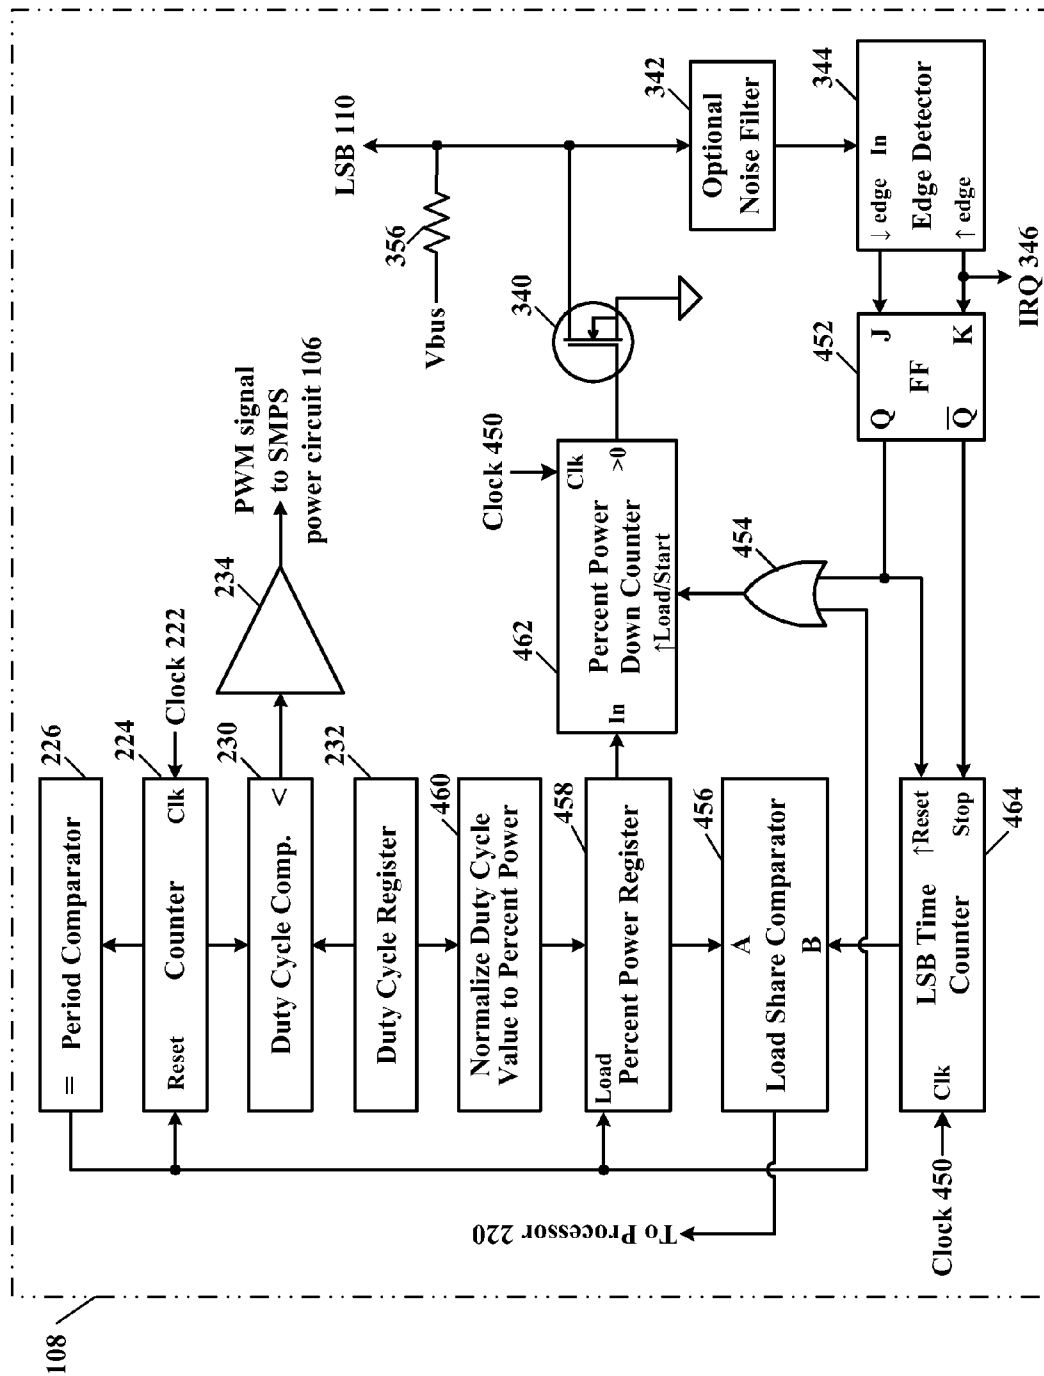 108
= Period Comparator
226
Reset Counter Clk
224
Clock 222
Duty Cycle Comp. <
230
234
PWM signal
to SMPS
power circuit 106
Duty Cycle Register
232
Normalize Duty Cycle
Value to Percent Power
460
Load
Percent Power Register
458
A
Load Share Comparator
B
456
To Processor 220
Clock 450
Clk
LSB Time
Counter
↑Reset
Stop
464
462
In
Percent Power
Down Counter
↑Load/Start
Clk
>0
Clock 450
454
340
Vbus
356
LSB 110
Optional
Noise Filter
342
↓ edge In
Edge Detector
↑ edge
344
IRQ 346
452
Q J
FF
Q̅ K